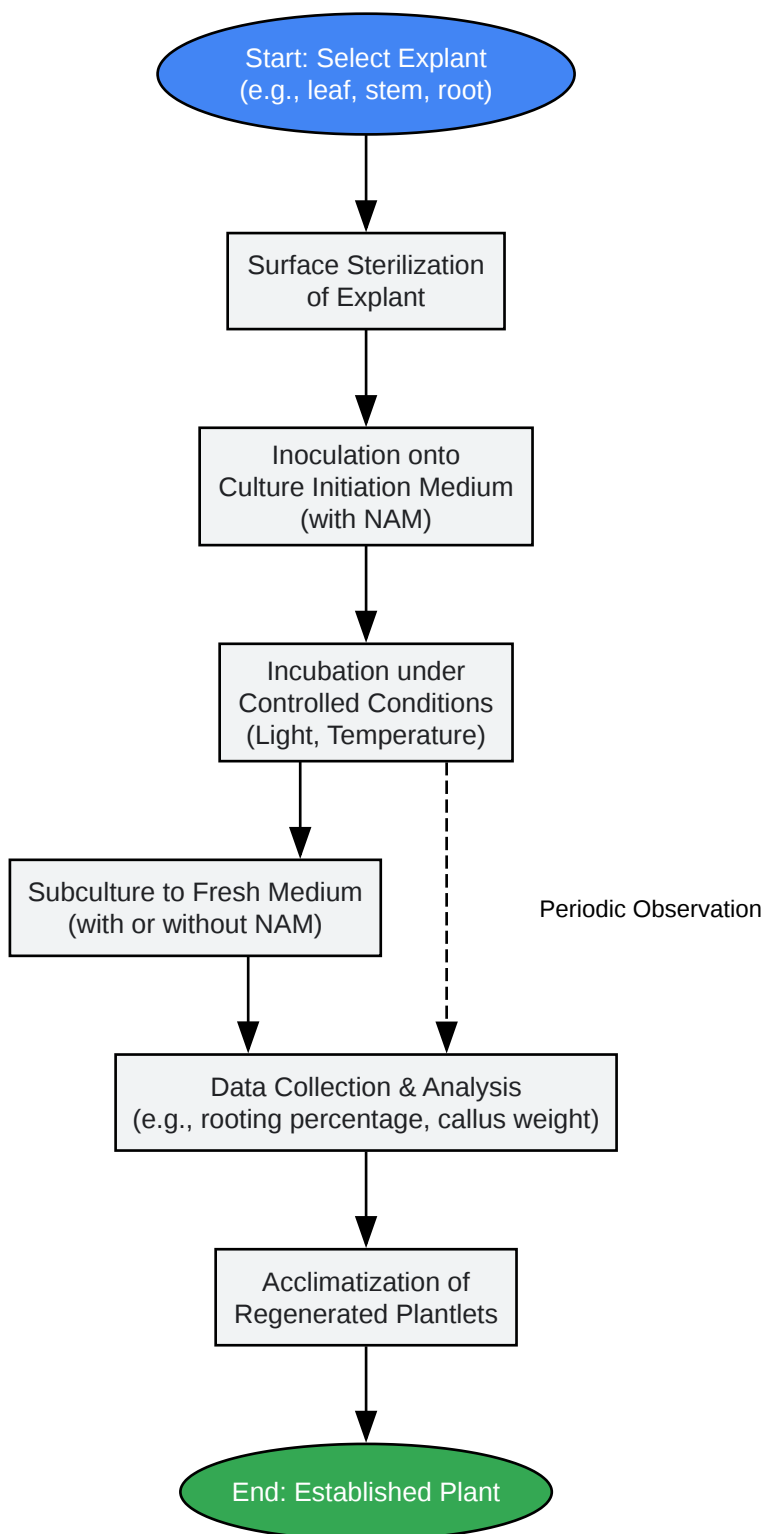 Start: Select Explant
(e.g., leaf, stem, root)
Surface Sterilization
of Explant
Inoculation onto
Culture Initiation Medium
(with NAM)
Incubation under
Controlled Conditions
(Light, Temperature)
Subculture to Fresh Medium
(with or without NAM)
Periodic Observation
Data Collection & Analysis
(e.g., rooting percentage, callus weight)
Acclimatization of
Regenerated Plantlets
End: Established Plant